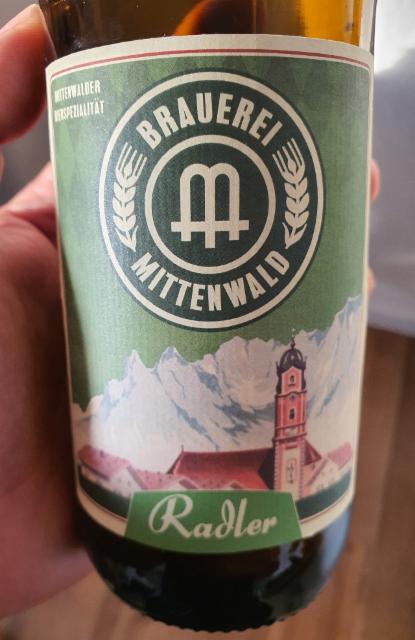 MITTENWALDER
BIERSPEZIALITÄT
BRAUEREI
MITTENWALD
Radler